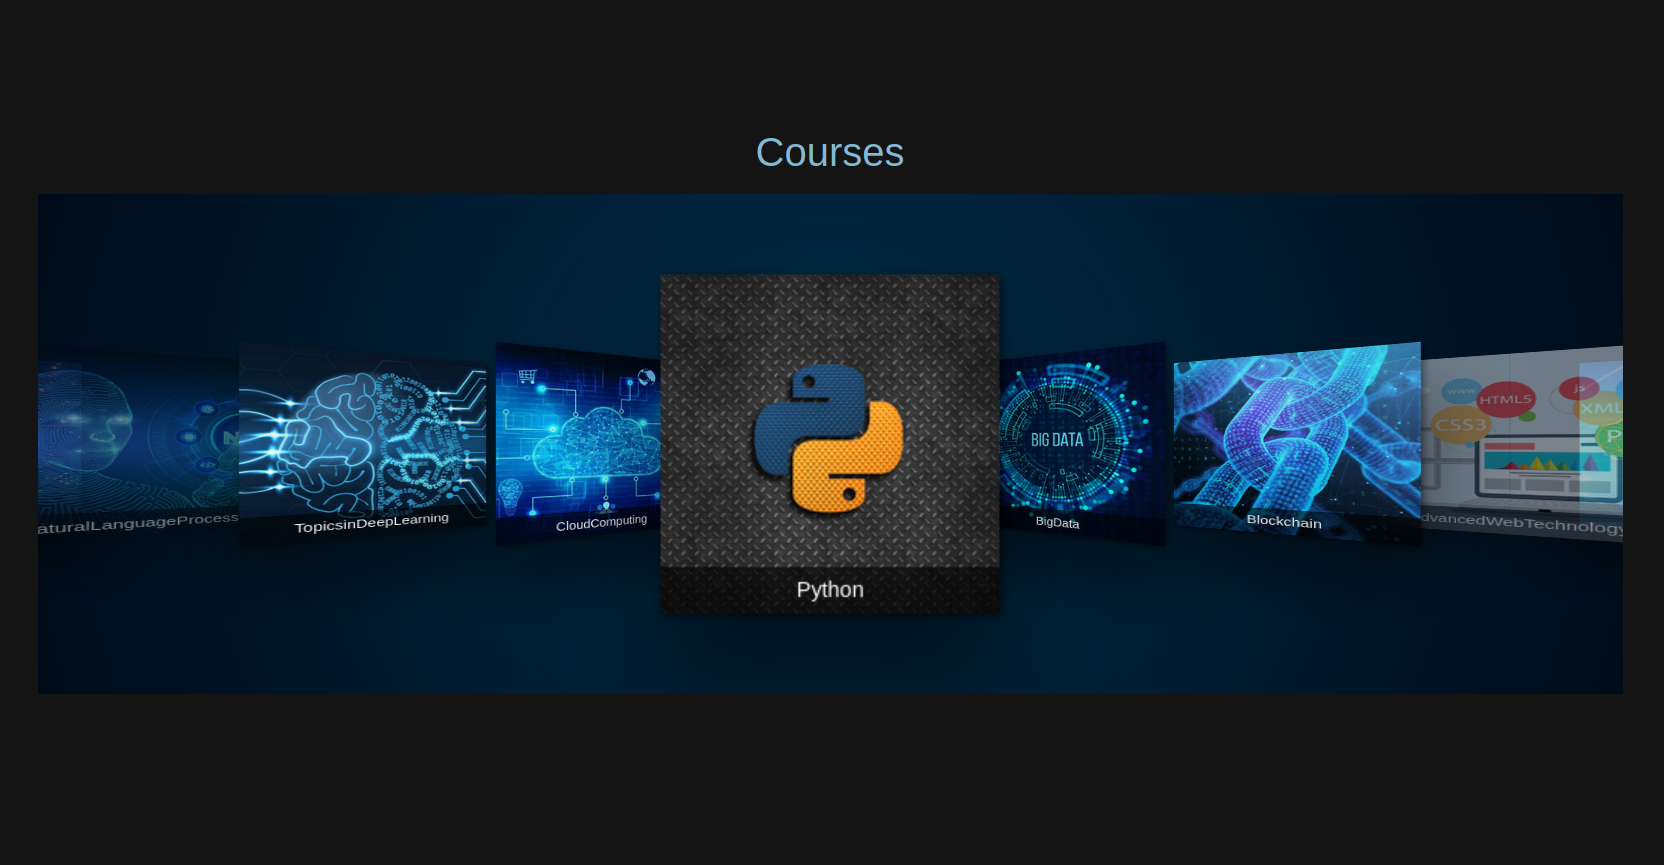 Courses
aturalLanguageProcess
TopicsinDeepLearning
CloudComputing
Python
BIG DATA
BigData
Blockchain
www
HTML5
js
CSS3
XML
P
dvancedWebTechnology
N